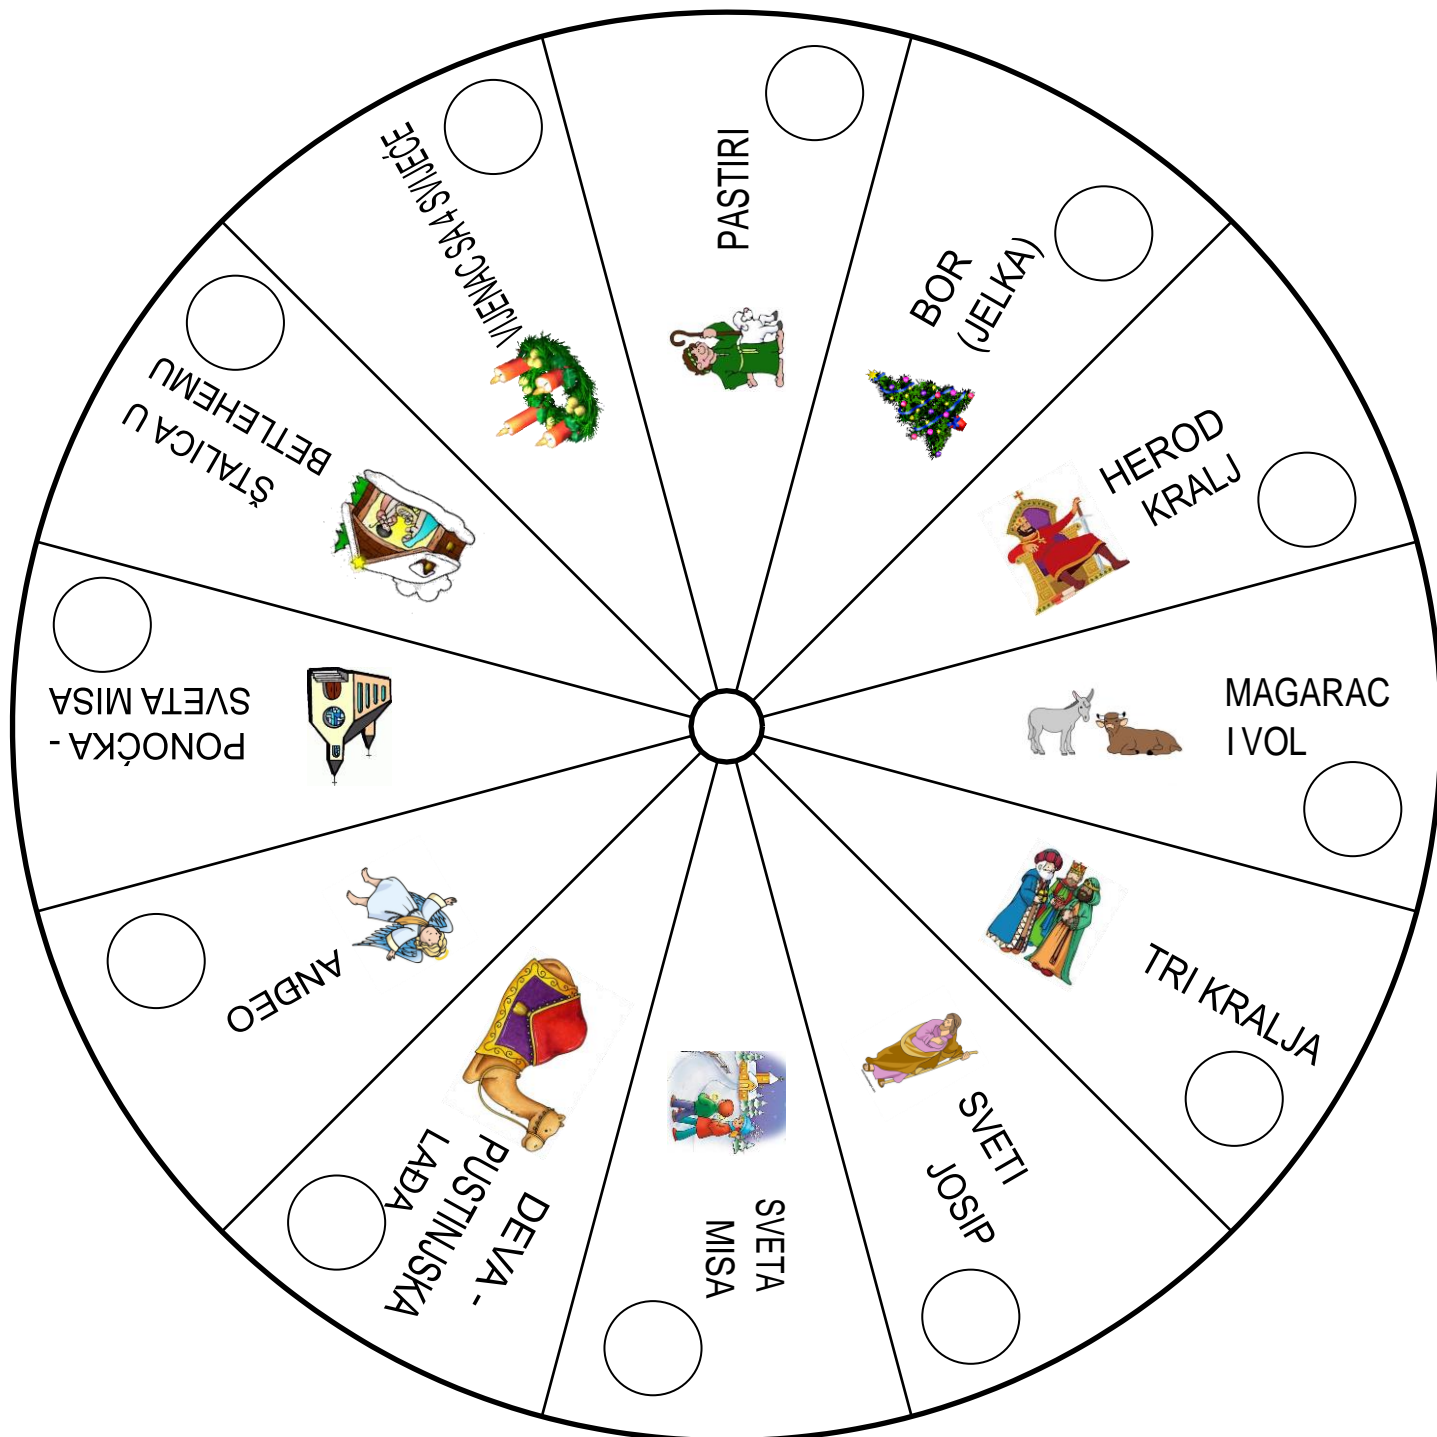 PASTIRI
BOR
(JELKA)
HEROD
KRALJ
MAGARAC
I VOL
TRI KRALJA
SVETI
JOSIP
SVETA
MISA
DEVA -
PUSTINJSKA
LAĐA
ANĐEO
PONOĆKA -
SVETA MISA
ŠTALICA U
BETLEHEMU
VIJENAC SA 4 SVIJEĆE